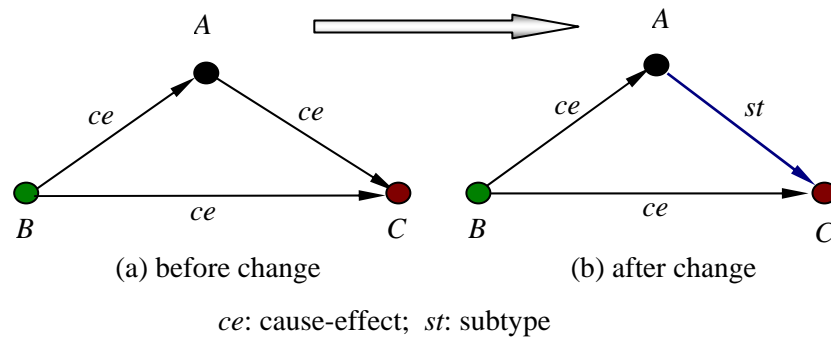 A
A
ce
ce
ce
st
B
ce
C
B
ce
C
(a) before change
(b) after change
ce: cause-effect; st: subtype